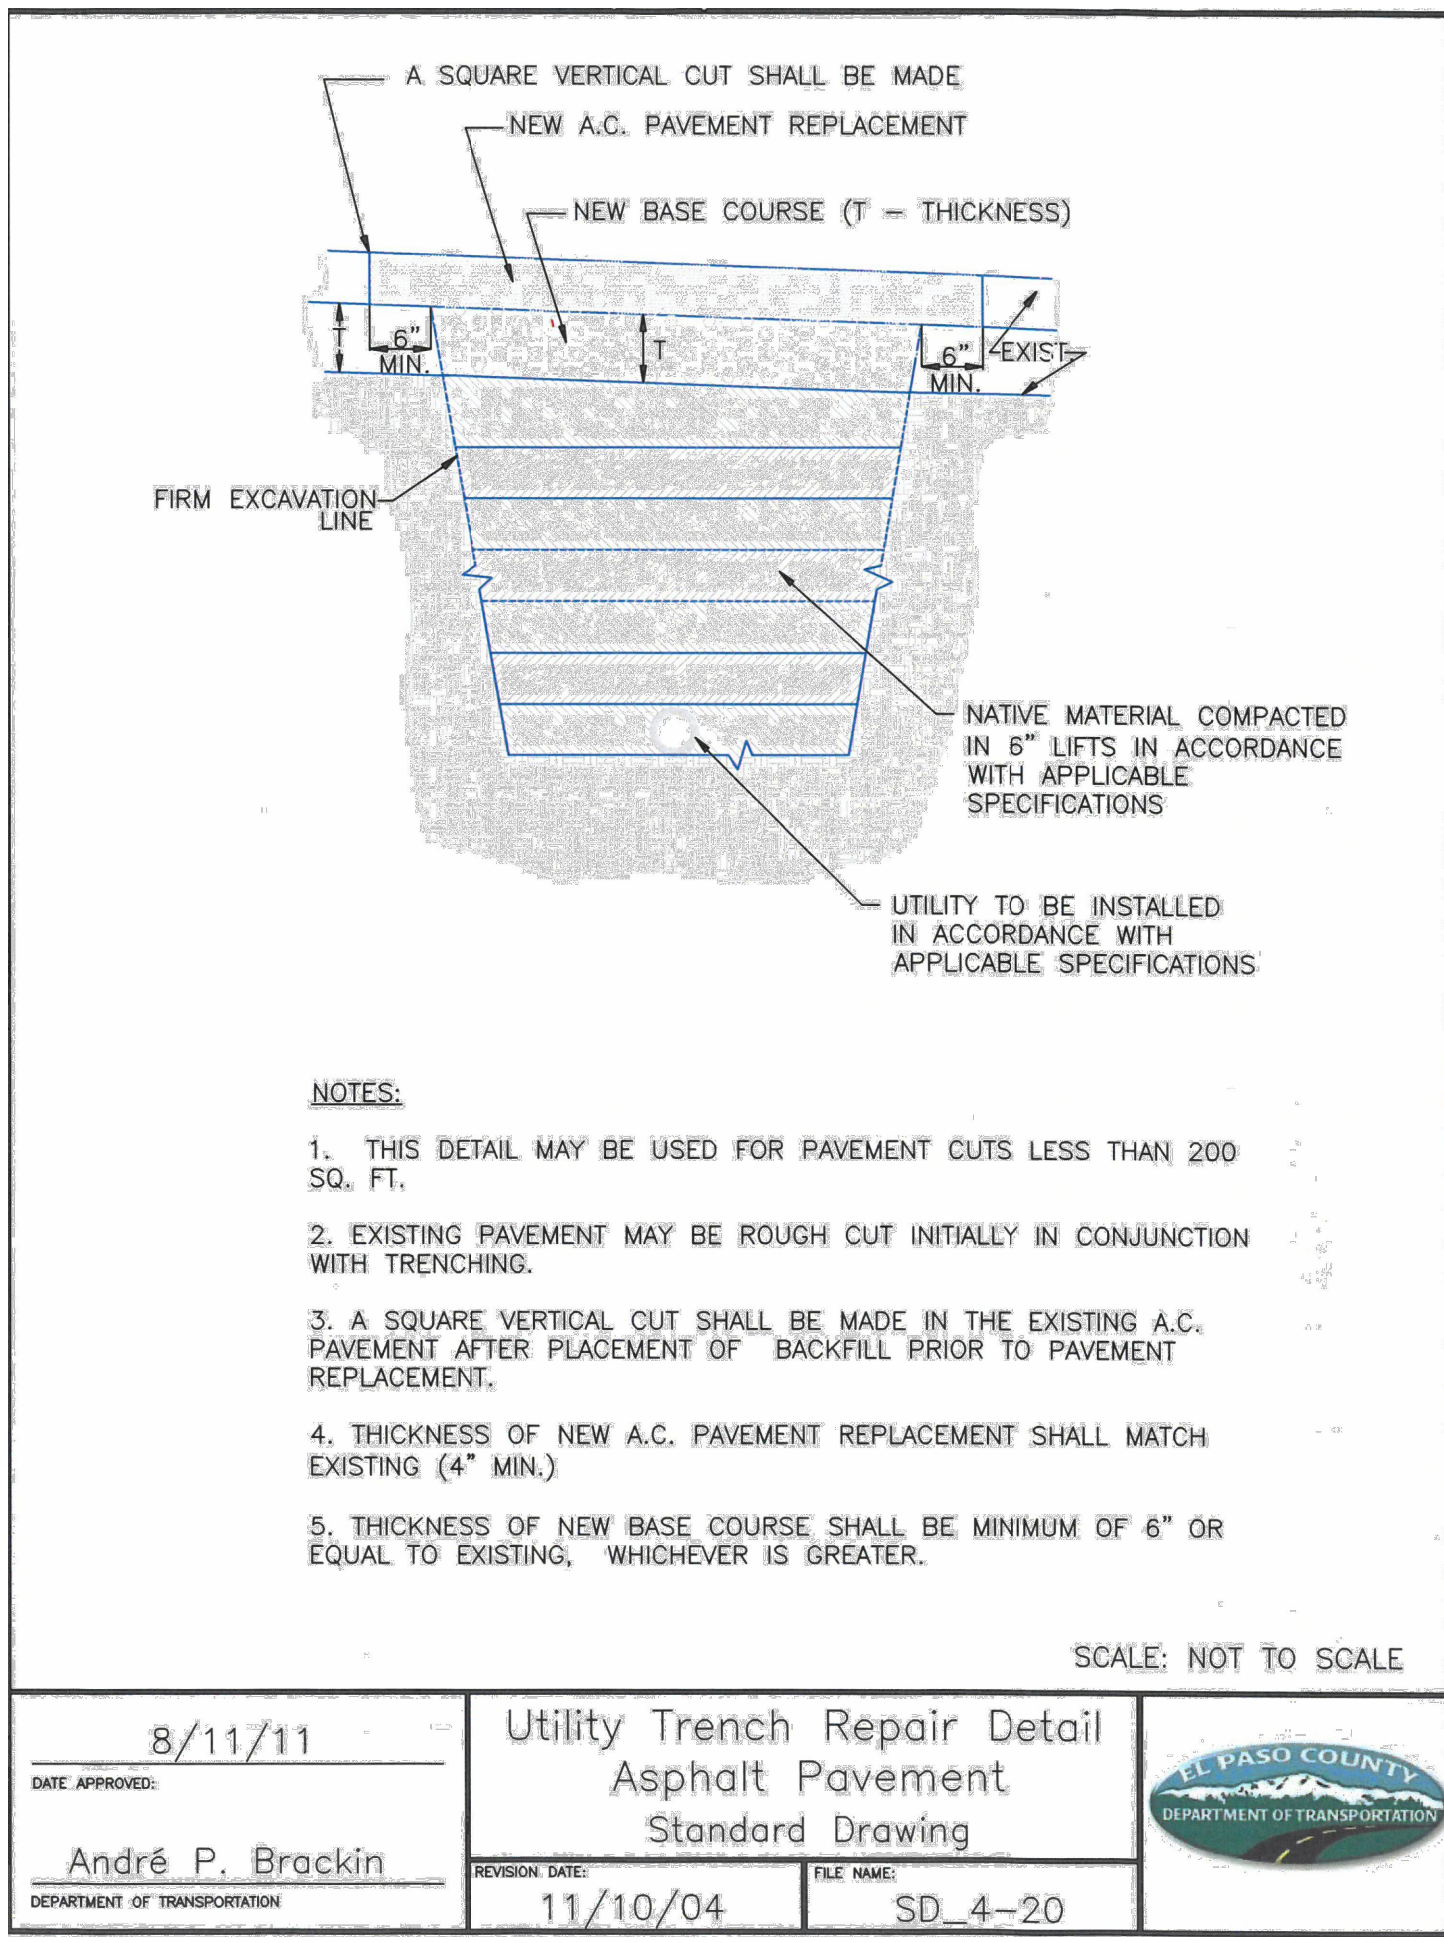 A SQUARE VERTICAL CUT SHALL BE MADE
NEW A.C. PAVEMENT REPLACEMENT
NEW BASE COURSE (T – THICKNESS)
T
6"
MIN.
T
6"
MIN.
EXIST
FIRM EXCAVATION
LINE
NATIVE MATERIAL COMPACTED
IN 6" LIFTS IN ACCORDANCE
WITH APPLICABLE
SPECIFICATIONS
UTILITY TO BE INSTALLED
IN ACCORDANCE WITH
APPLICABLE SPECIFICATIONS
NOTES:
1. THIS DETAIL MAY BE USED FOR PAVEMENT CUTS LESS THAN 200
SQ. FT.
2. EXISTING PAVEMENT MAY BE ROUGH CUT INITIALLY IN CONJUNCTION
WITH TRENCHING.
3. A SQUARE VERTICAL CUT SHALL BE MADE IN THE EXISTING A.C.
PAVEMENT AFTER PLACEMENT OF BACKFILL PRIOR TO PAVEMENT
REPLACEMENT.
4. THICKNESS OF NEW A.C. PAVEMENT REPLACEMENT SHALL MATCH
EXISTING (4" MIN.)
5. THICKNESS OF NEW BASE COURSE SHALL BE MINIMUM OF 6" OR
EQUAL TO EXISTING, WHICHEVER IS GREATER.
SCALE: NOT TO SCALE
8/11/11
DATE APPROVED:
André P. Brackin
DEPARTMENT OF TRANSPORTATION
Utility Trench Repair Detail
Asphalt Pavement
Standard Drawing
REVISION DATE:
11/10/04
FILE NAME:
SD_4-20
EL PASO COUNTY
DEPARTMENT OF TRANSPORTATION